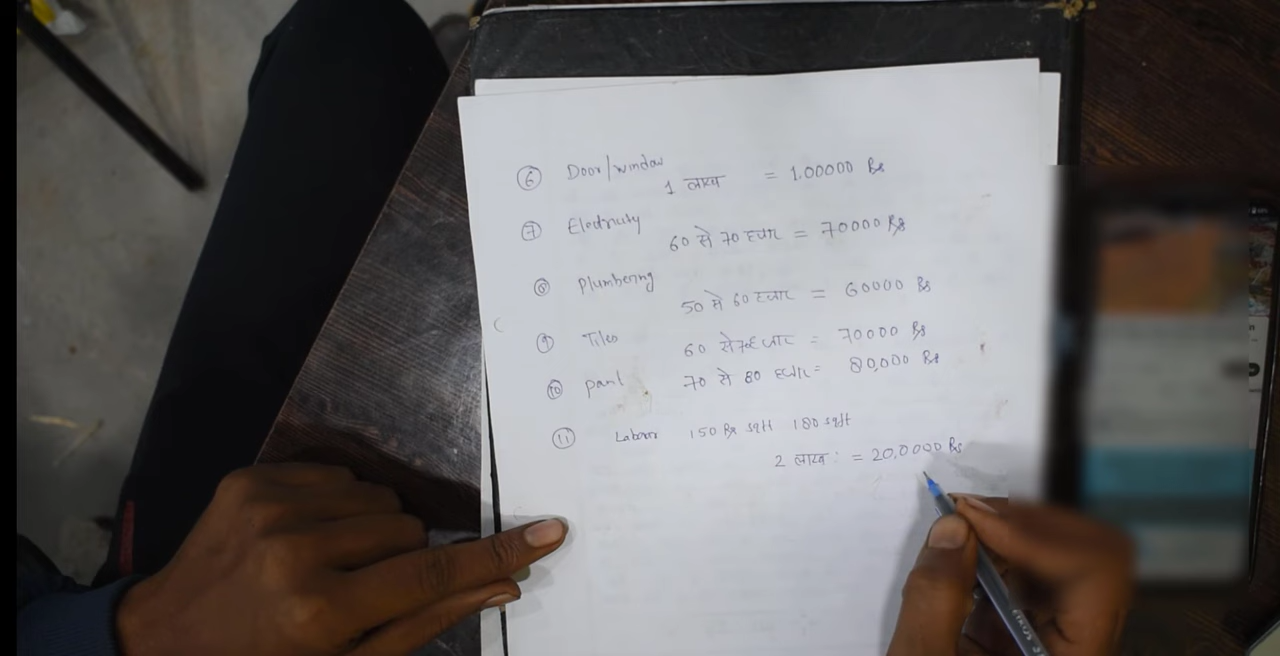 ⑥ Door/window
1 लाख = 1.00000 Rs
⑦ Electricity
60 से 70 हजार = 70000 Rs
⑧ Plumbering
50 से 60 हजार = 60000 Rs
⑨ Tiles
60 से 70 हजार = 70000 Rs
⑩ pant 70 से 80 हजार = 80,000 Rs
⑪ Labour 150 Rs sqft 180 sqft
2 लाख : = 20,0000 Rs